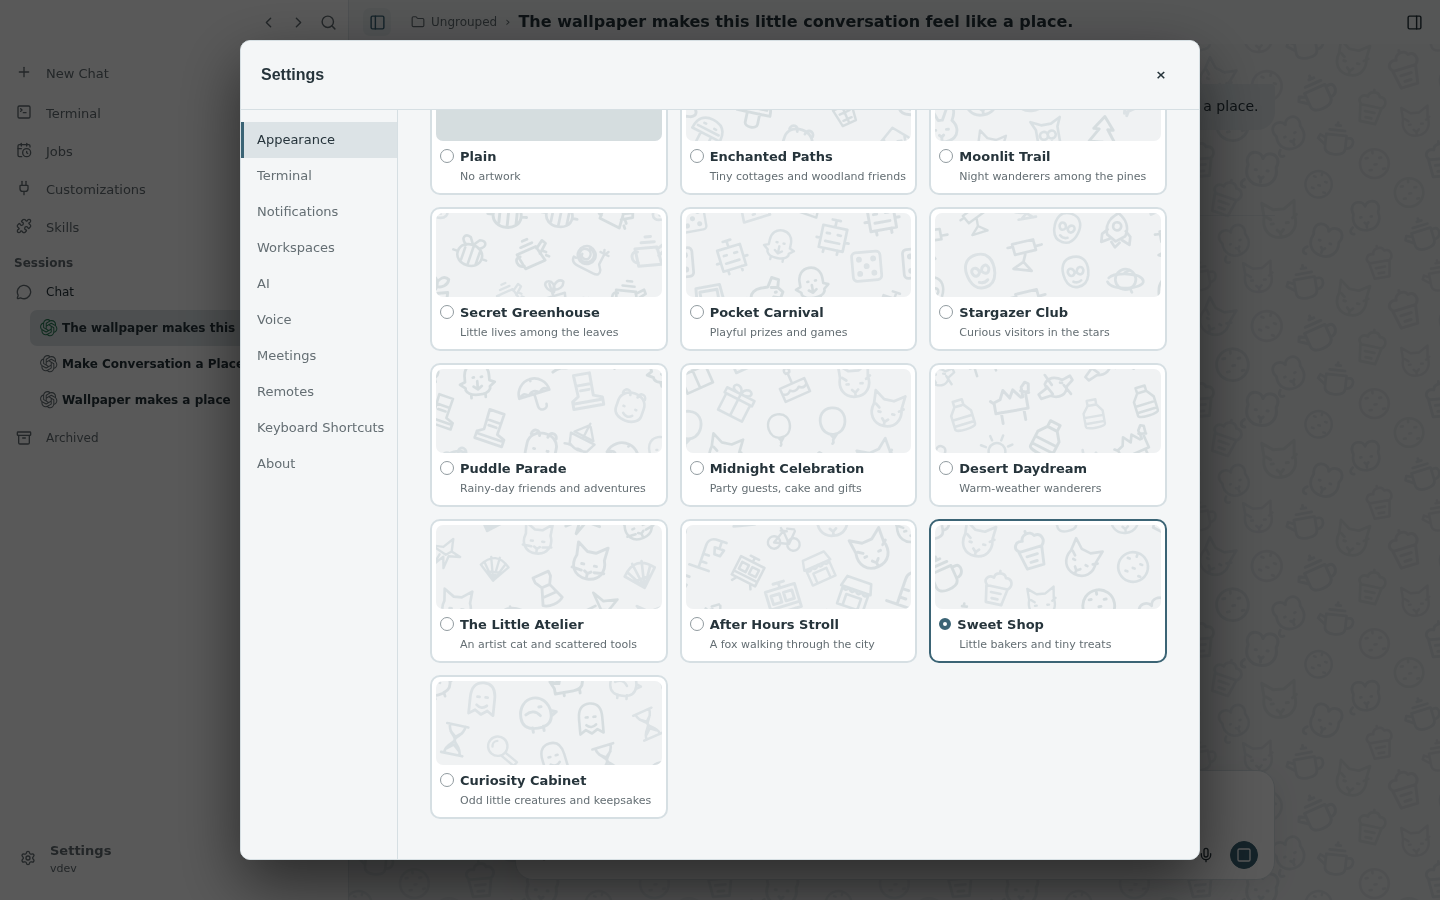 Ungrouped › The wallpaper makes this little conversation feel like a place.
New Chat
Terminal
Jobs
Customizations
Skills
Sessions
Chat
The wallpaper makes this
Make Conversation a Place
Wallpaper makes a place
Archived
Settings
vdev
a place.
Settings
×
Appearance
Terminal
Notifications
Workspaces
AI
Voice
Meetings
Remotes
Keyboard Shortcuts
About
Plain
No artwork
Enchanted Paths
Tiny cottages and woodland friends
Moonlit Trail
Night wanderers among the pines
Secret Greenhouse
Little lives among the leaves
Pocket Carnival
Playful prizes and games
Stargazer Club
Curious visitors in the stars
Puddle Parade
Rainy-day friends and adventures
Midnight Celebration
Party guests, cake and gifts
Desert Daydream
Warm-weather wanderers
The Little Atelier
An artist cat and scattered tools
After Hours Stroll
A fox walking through the city
Sweet Shop
Little bakers and tiny treats
Curiosity Cabinet
Odd little creatures and keepsakes